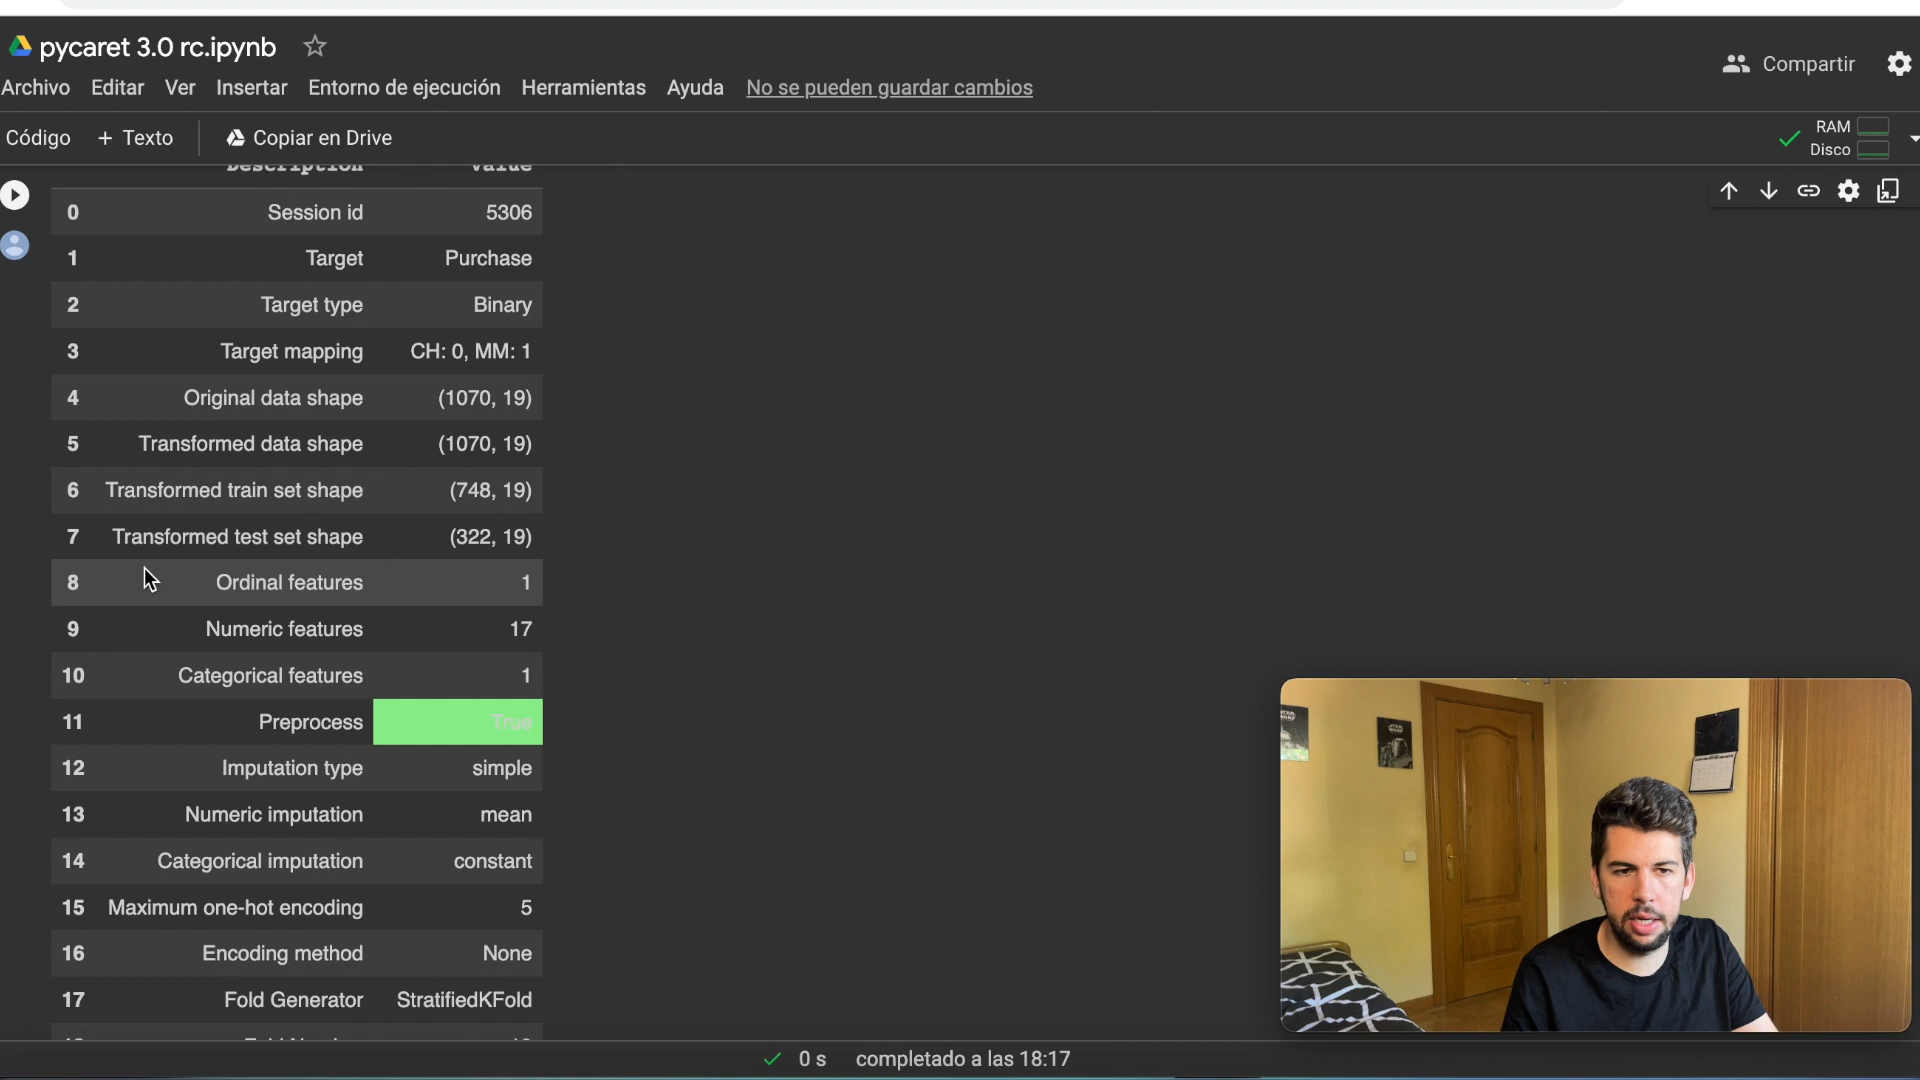 pycaret 3.0 rc.ipynb
Compartir
Archivo Editar Ver Insertar Entorno de ejecución Herramientas Ayuda No se pueden guardar cambios
Código + Texto Copiar en Drive
RAM
Disco
Description Value
0 Session id 5306
1 Target Purchase
2 Target type Binary
3 Target mapping CH: 0, MM: 1
4 Original data shape (1070, 19)
5 Transformed data shape (1070, 19)
6 Transformed train set shape (748, 19)
7 Transformed test set shape (322, 19)
8 Ordinal features 1
9 Numeric features 17
10 Categorical features 1
11 Preprocess True
12 Imputation type simple
13 Numeric imputation mean
14 Categorical imputation constant
15 Maximum one-hot encoding 5
16 Encoding method None
17 Fold Generator StratifiedKFold
STAR WARS
0 s completado a las 18:17